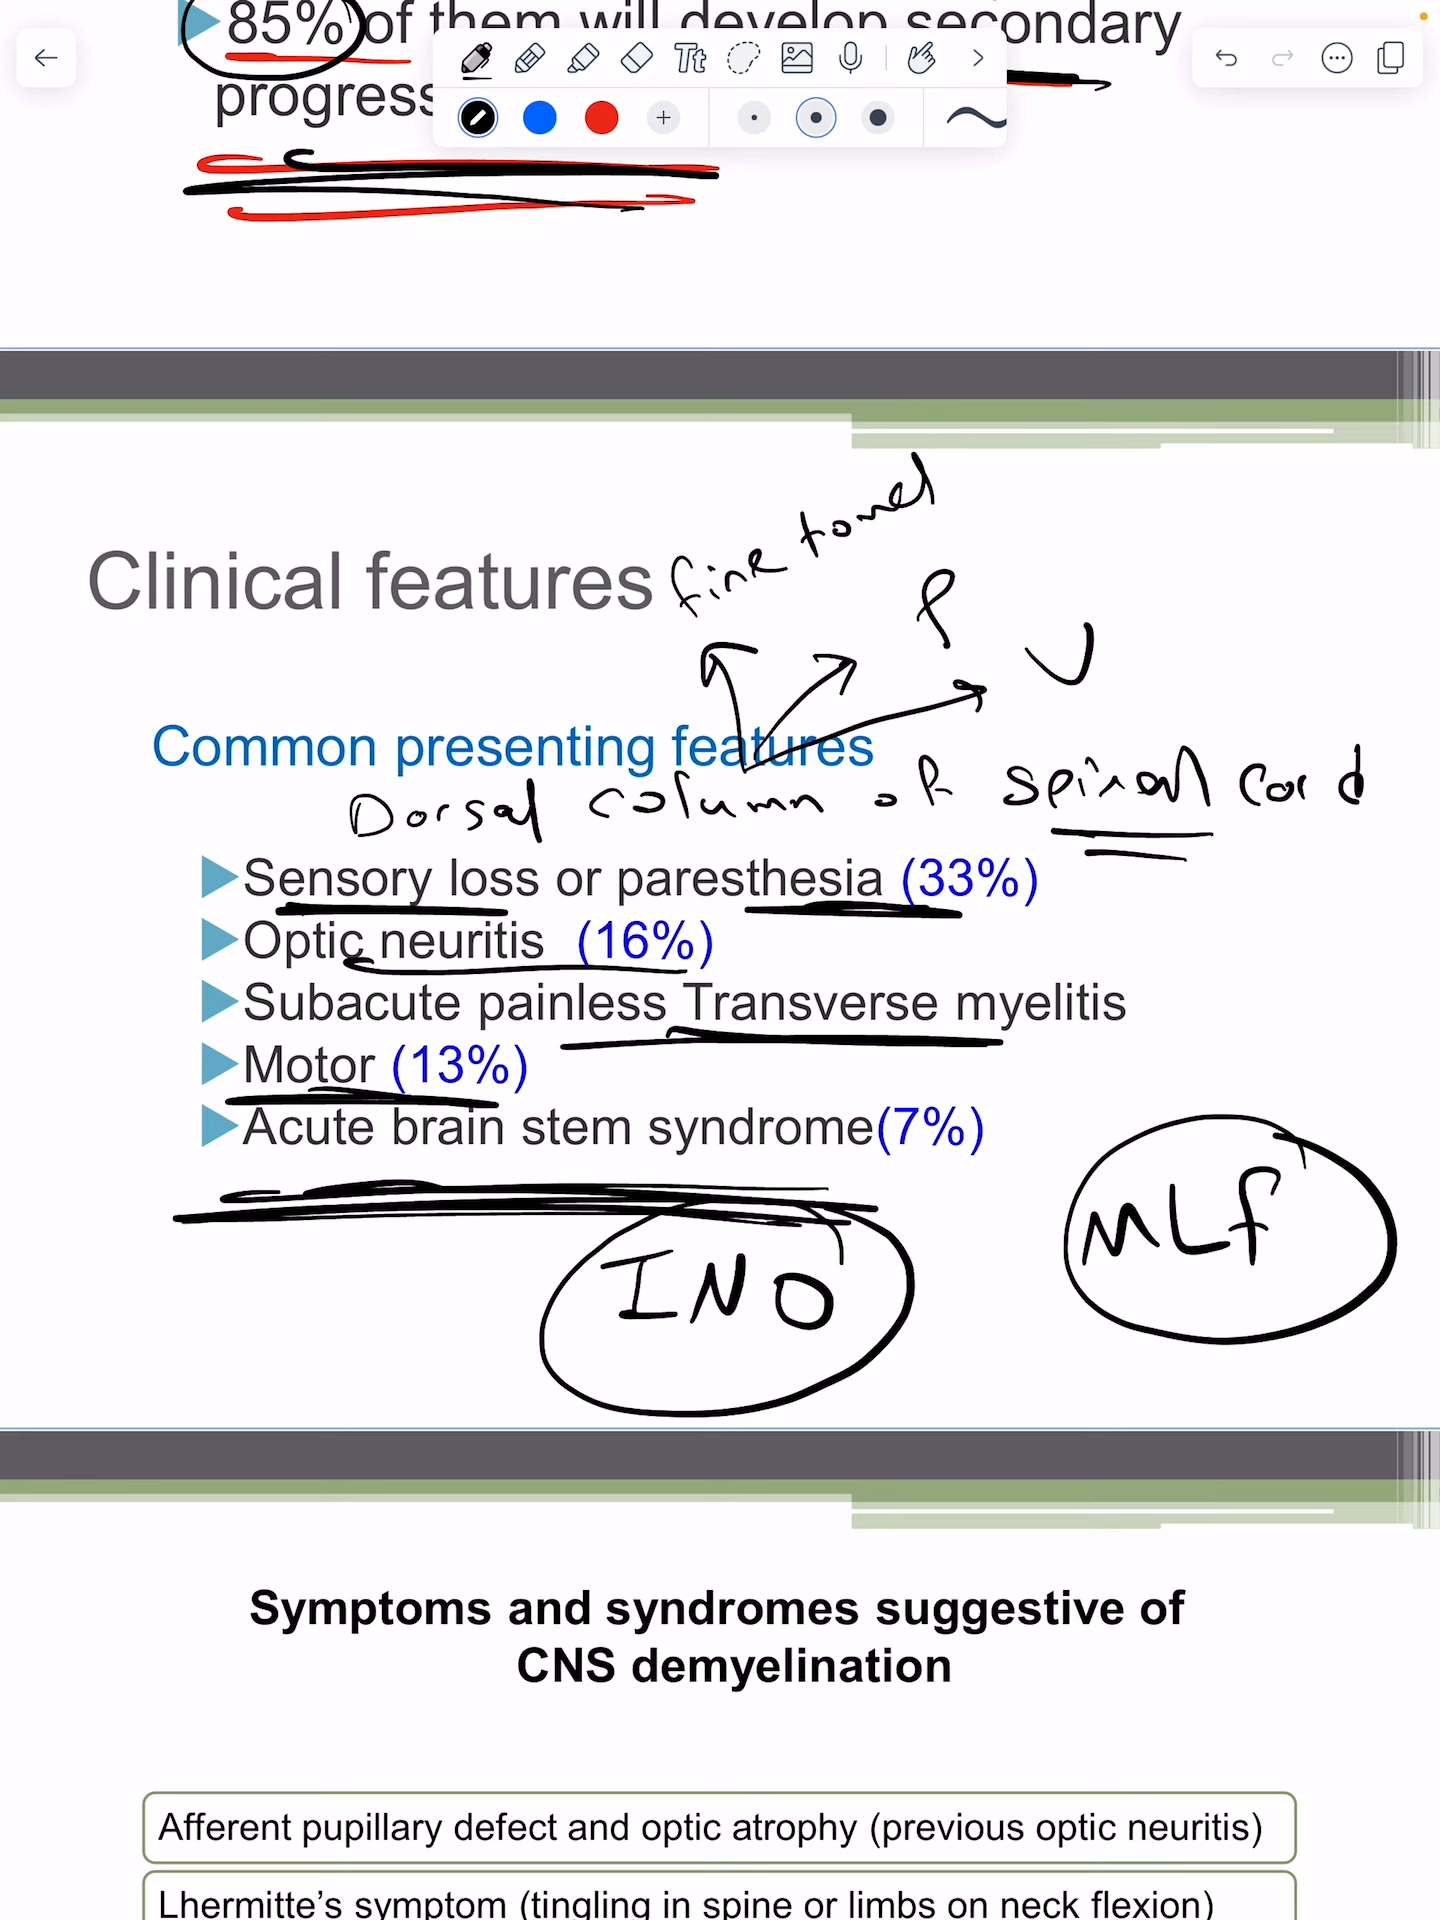 85% of them will develop secondary
progress
Tt
Clinical features
fine
P
V
Common presenting features
Dorsal column of spinal cord
Sensory loss or paresthesia (33%)
Optic neuritis (16%)
Subacute painless Transverse myelitis
Motor (13%)
Acute brain stem syndrome(7%)
MLf
INO
Symptoms and syndromes suggestive of
CNS demyelination
Afferent pupillary defect and optic atrophy (previous optic neuritis)
Lhermitte's symptom (tingling in spine or limbs on neck flexion)